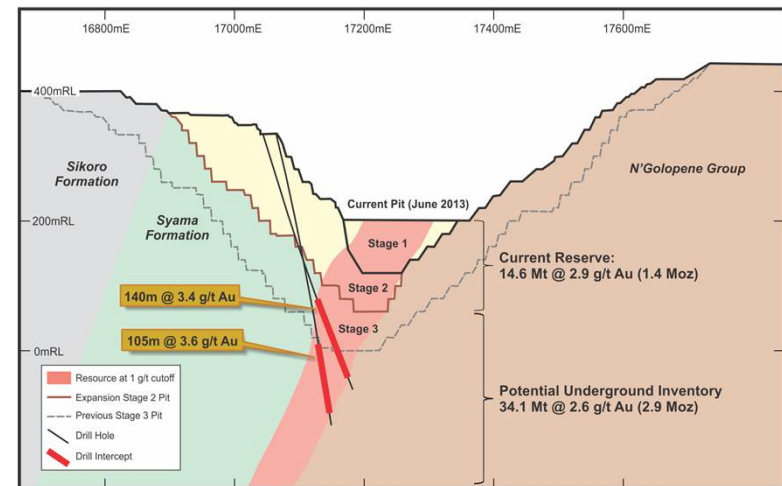 16800mE
17000mE
17200mE
17400mE
17600mE
400mRL
Sikoro
Formation
Syama
Formation
N'Golopene Group
Current Pit (June 2013)
200mRL
Stage 1
Stage 2
Stage 3
Current Reserve:
14.6 Mt @ 2.9 g/t Au (1.4 Moz)
140m @ 3.4 g/t Au
105m @ 3.6 g/t Au
0mRL
Resource at 1 g/t cutoff
Expansion Stage 2 Pit
Previous Stage 3 Pit
Drill Hole
Drill Intercept
Potential Underground Inventory
34.1 Mt @ 2.6 g/t Au (2.9 Moz)